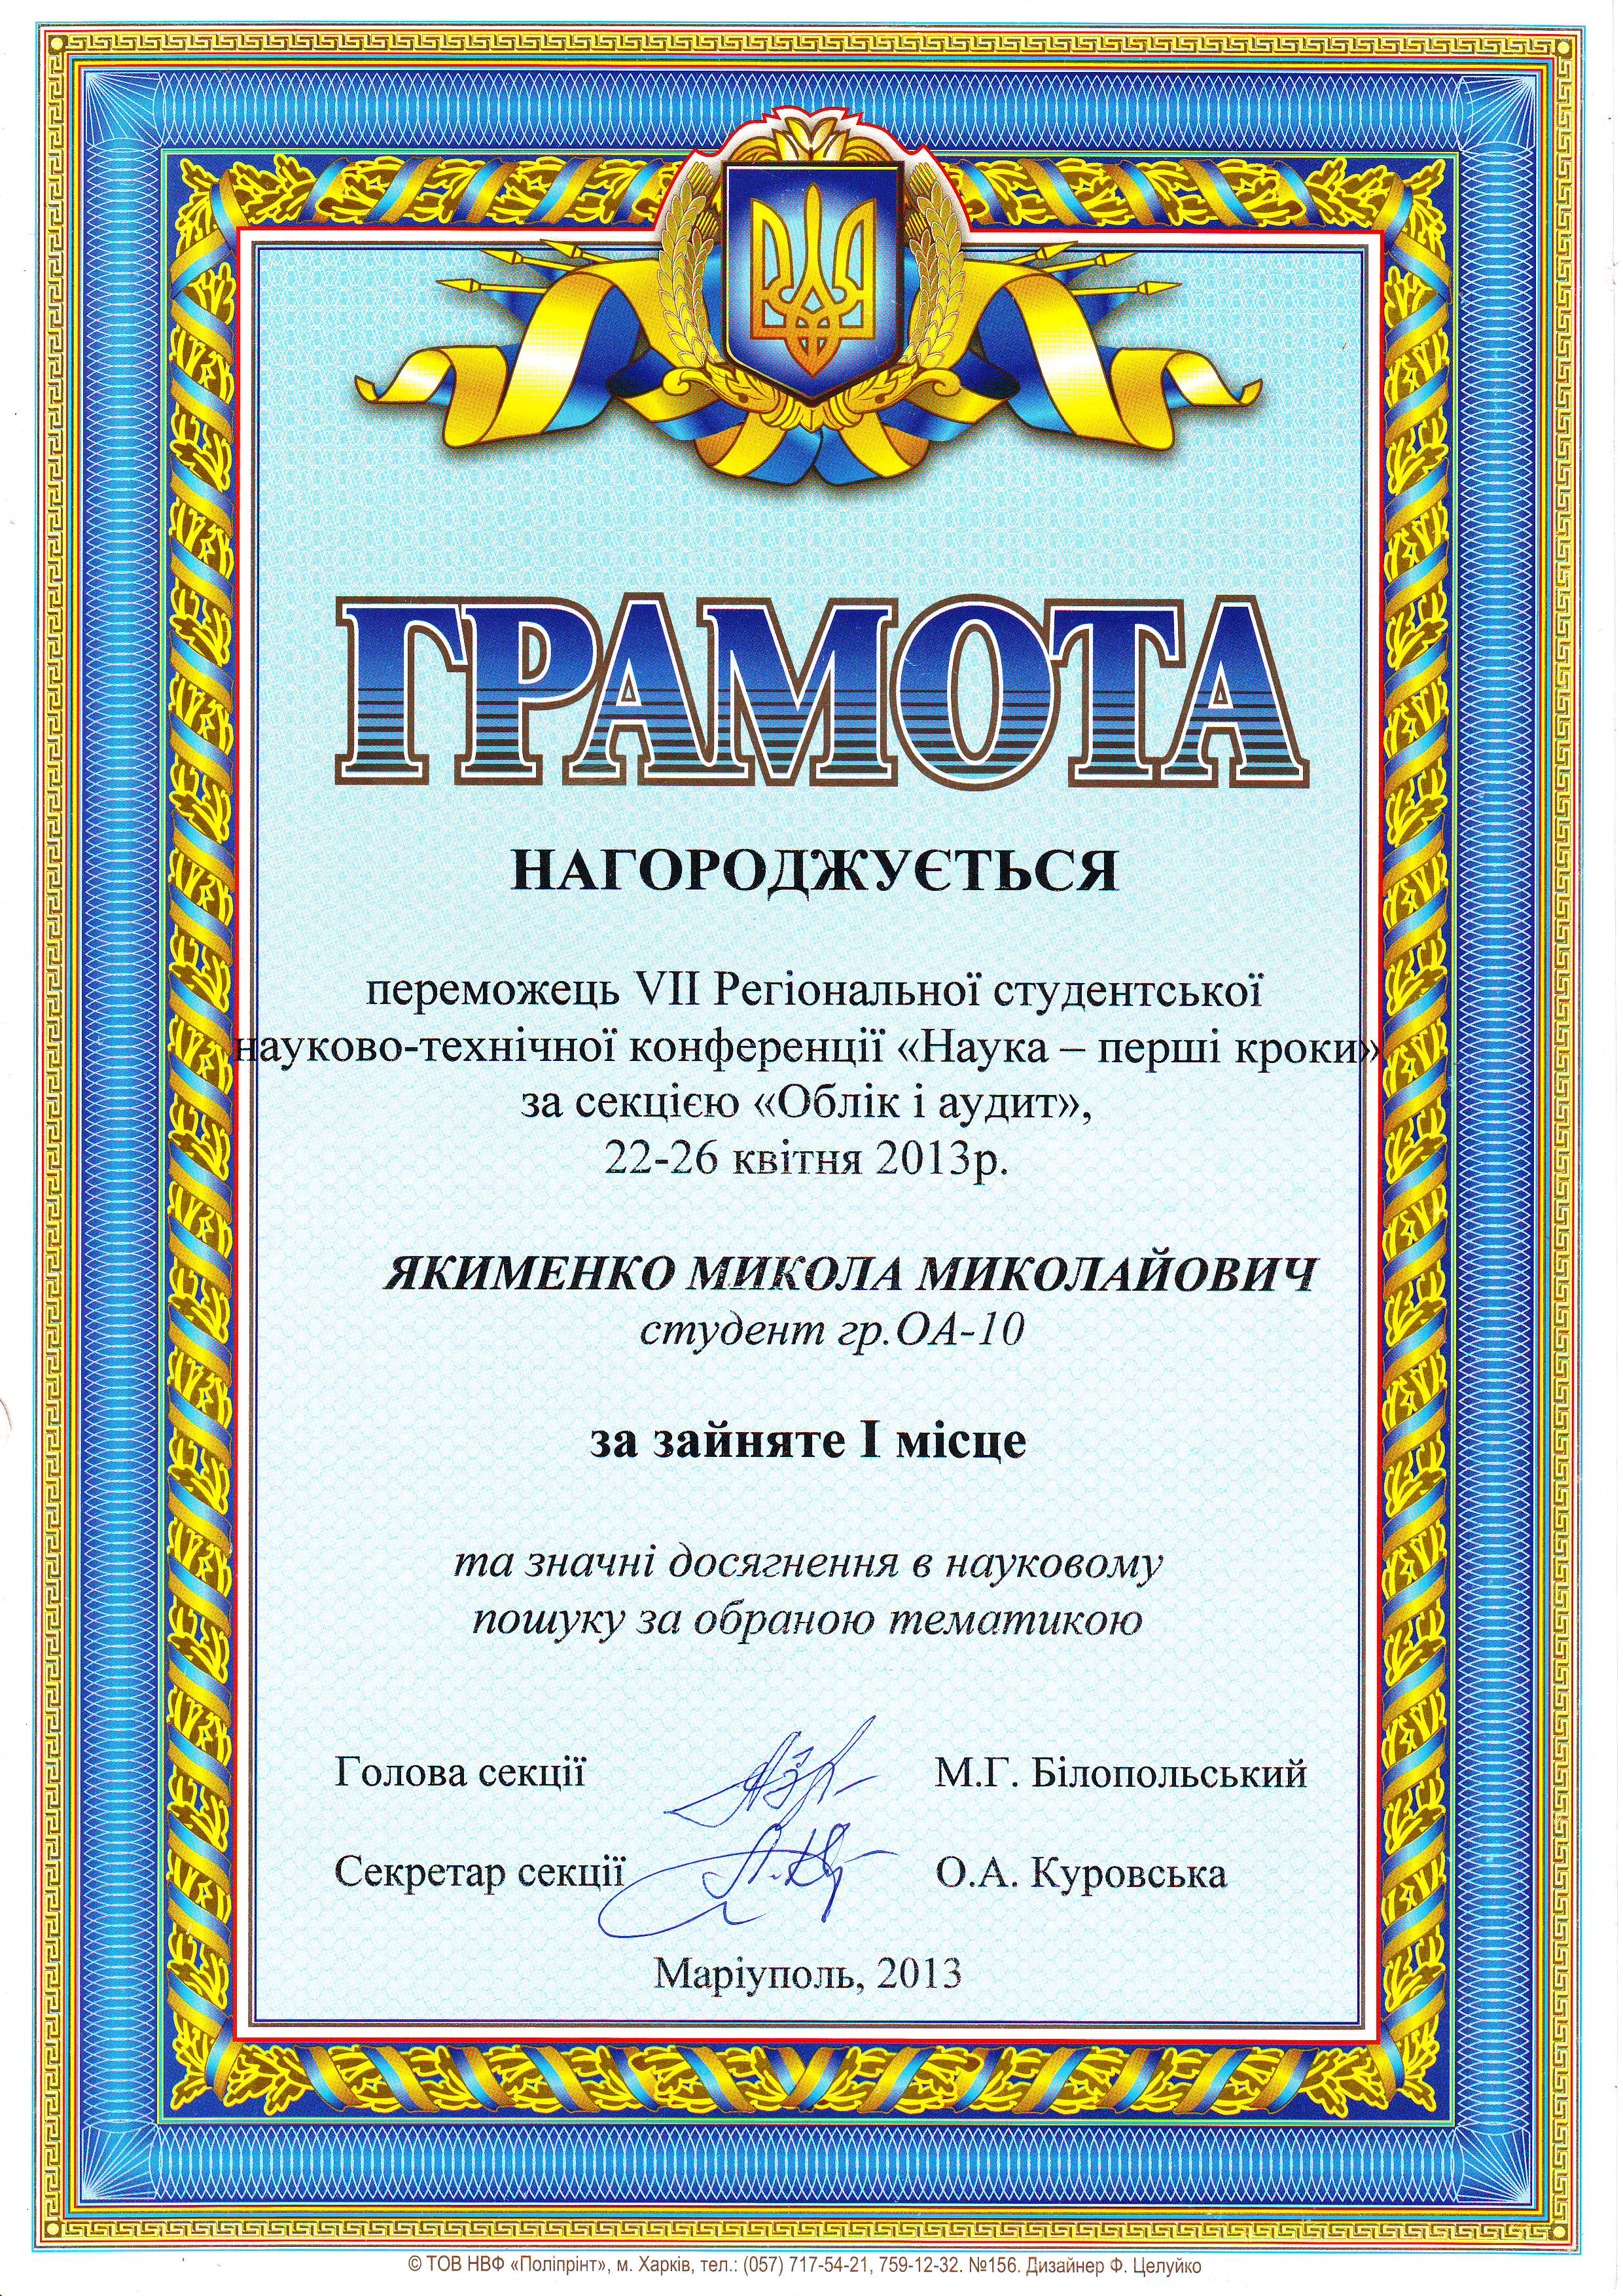 ГРАМОТА
НАГОРОДЖУЄТЬСЯ
переможець VII Регіональної студентської
науково-технічної конференції «Наука – перші кроки»
за секцією «Облік і аудит»,
22-26 квітня 2013р.
ЯКИМЕНКО МИКОЛА МИКОЛАЙОВИЧ
студент гр.ОА-10
за зайняте І місце
та значні досягнення в науковому
пошуку за обраною тематикою
Голова секції М.Г. Білопольський
Секретар секції О.А. Куровська
Маріуполь, 2013
© ТОВ НВФ «Поліпрінт», м. Харків, тел.: (057) 717-54-21, 759-12-32. №156. Дизайнер Ф. Целуйко